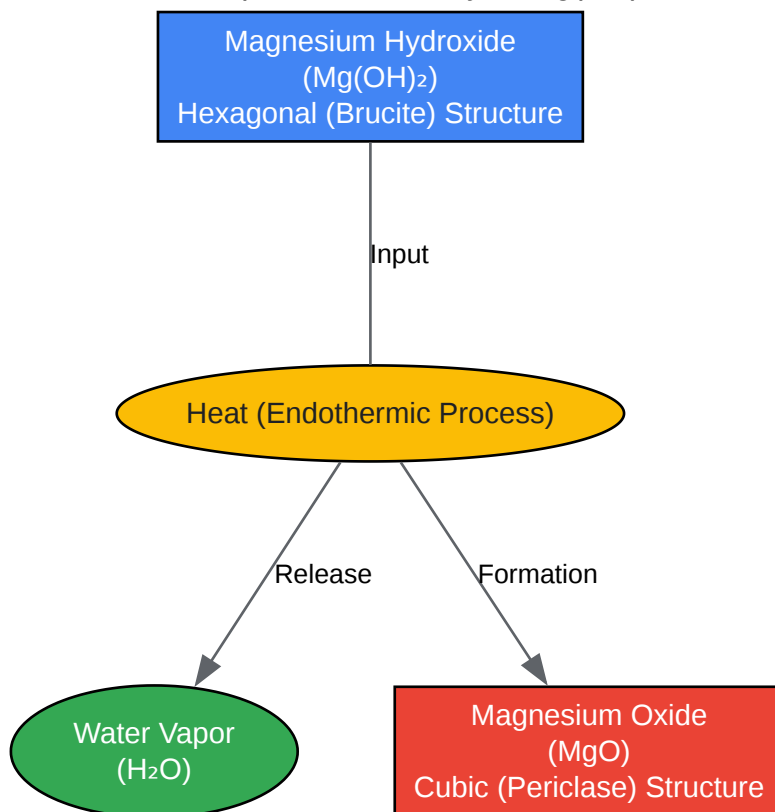 Magnesium Hydroxide
(Mg(OH)₂)
Hexagonal (Brucite) Structure
Input
Heat (Endothermic Process)
Release
Formation
Water Vapor
(H₂O)
Magnesium Oxide
(MgO)
Cubic (Periclase) Structure